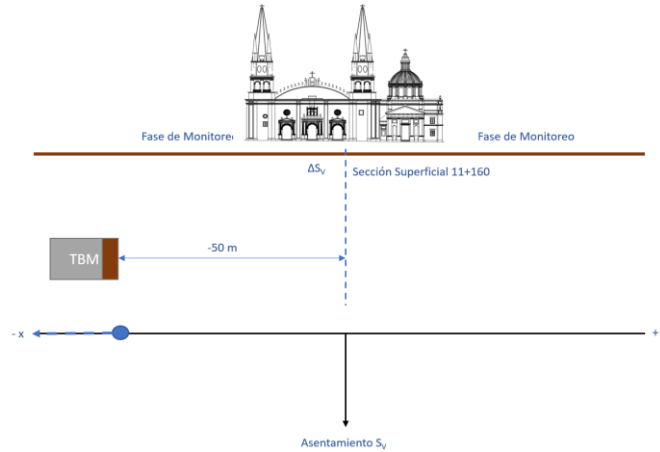 Fase de Monitoreo
Fase de Monitoreo
ΔSV
Sección Superficial 11+160
TBM
-50 m
- x
+
Asentamiento SV